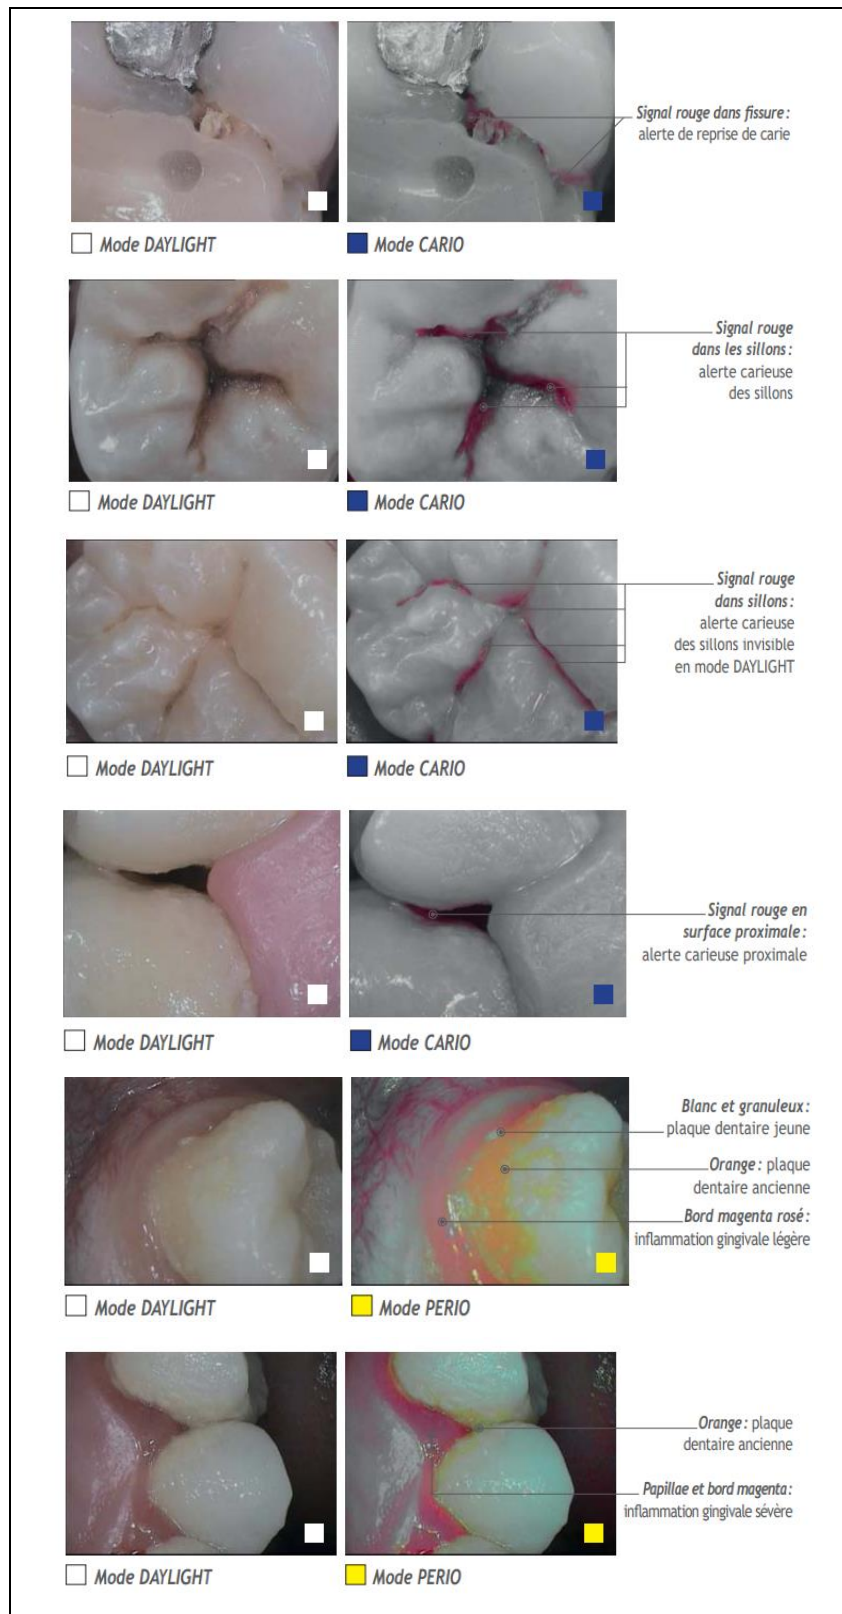 Signal rouge dans fissure :
alerte de reprise de carie
Mode DAYLIGHT
Mode CARIO
Signal rouge
dans les sillons :
alerte carieuse
des sillons
Mode DAYLIGHT
Mode CARIO
Signal rouge
dans sillons :
alerte carieuse
des sillons invisible
en mode DAYLIGHT
Mode DAYLIGHT
Mode CARIO
Signal rouge en
surface proximale :
alerte carieuse proximale
Mode DAYLIGHT
Mode CARIO
Blanc et granuleux :
plaque dentaire jeune
Orange : plaque
dentaire ancienne
Bord magenta rosé :
inflammation gingivale légère
Mode DAYLIGHT
Mode PERIO
Orange : plaque
dentaire ancienne
Papillae et bord magenta :
inflammation gingivale sévère
Mode DAYLIGHT
Mode PERIO